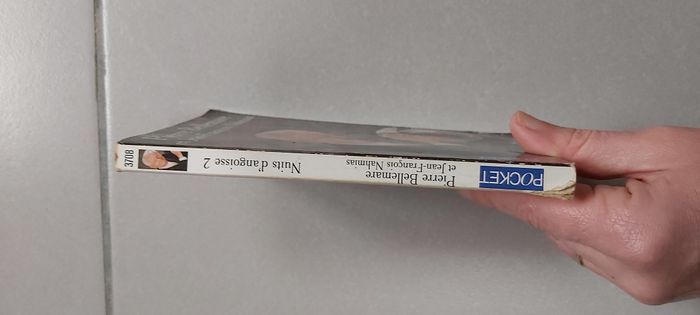 POCKET
Pierre Bellemare
et Jean-François Nahmias
Nuits d'angoisse 2
3708